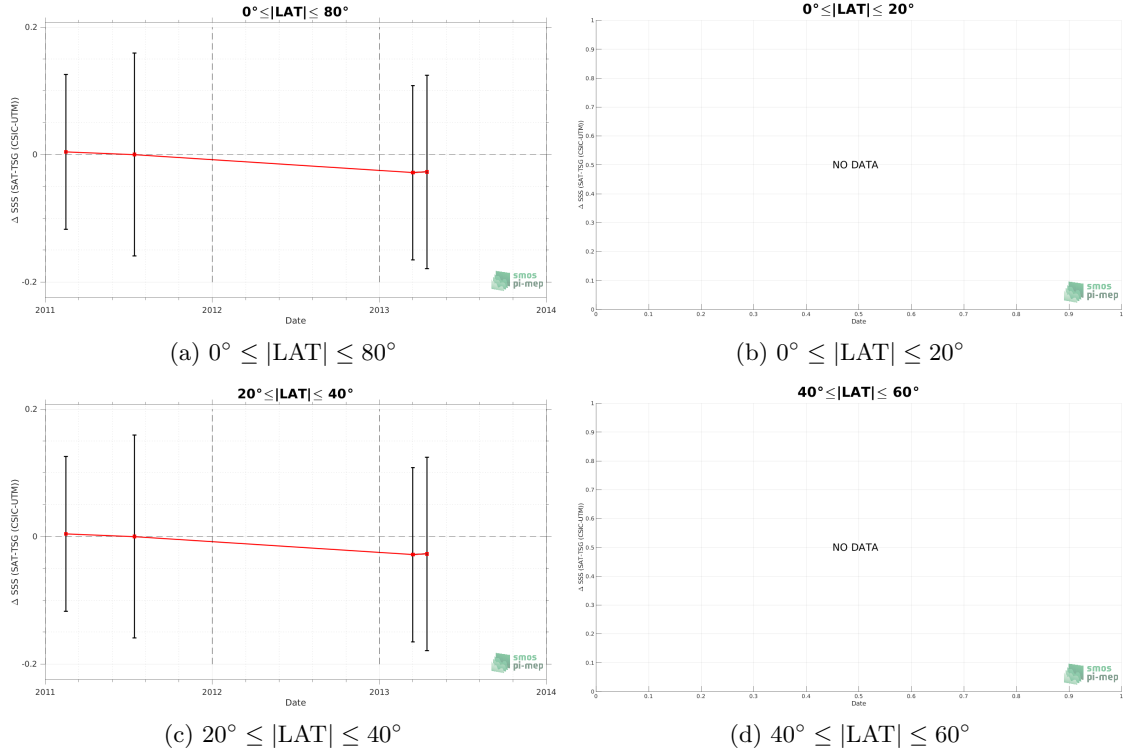 0°≤|LAT|≤ 80°
0.2
0
-0.2
Δ SSS (SAT-TSG (CSIC-UTM))
2011
2012
2013
2014
Date
smos
pi-mep
(a) 0° ≤ |LAT| ≤ 80°
0°≤|LAT|≤ 20°
1
0.9
0.8
0.7
0.6
0.5
0.4
0.3
0.2
0.1
0
Δ SSS (SAT-TSG (CSIC-UTM))
NO DATA
0
0.1
0.2
0.3
0.4
0.5
0.6
0.7
0.8
0.9
1
Date
smos
pi-mep
(b) 0° ≤ |LAT| ≤ 20°
20°≤|LAT|≤ 40°
0.2
0
-0.2
Δ SSS (SAT-TSG (CSIC-UTM))
2011
2012
2013
2014
Date
smos
pi-mep
(c) 20° ≤ |LAT| ≤ 40°
40°≤|LAT|≤ 60°
1
0.9
0.8
0.7
0.6
0.5
0.4
0.3
0.2
0.1
0
Δ SSS (SAT-TSG (CSIC-UTM))
NO DATA
0
0.1
0.2
0.3
0.4
0.5
0.6
0.7
0.8
0.9
1
Date
smos
pi-mep
(d) 40° ≤ |LAT| ≤ 60°